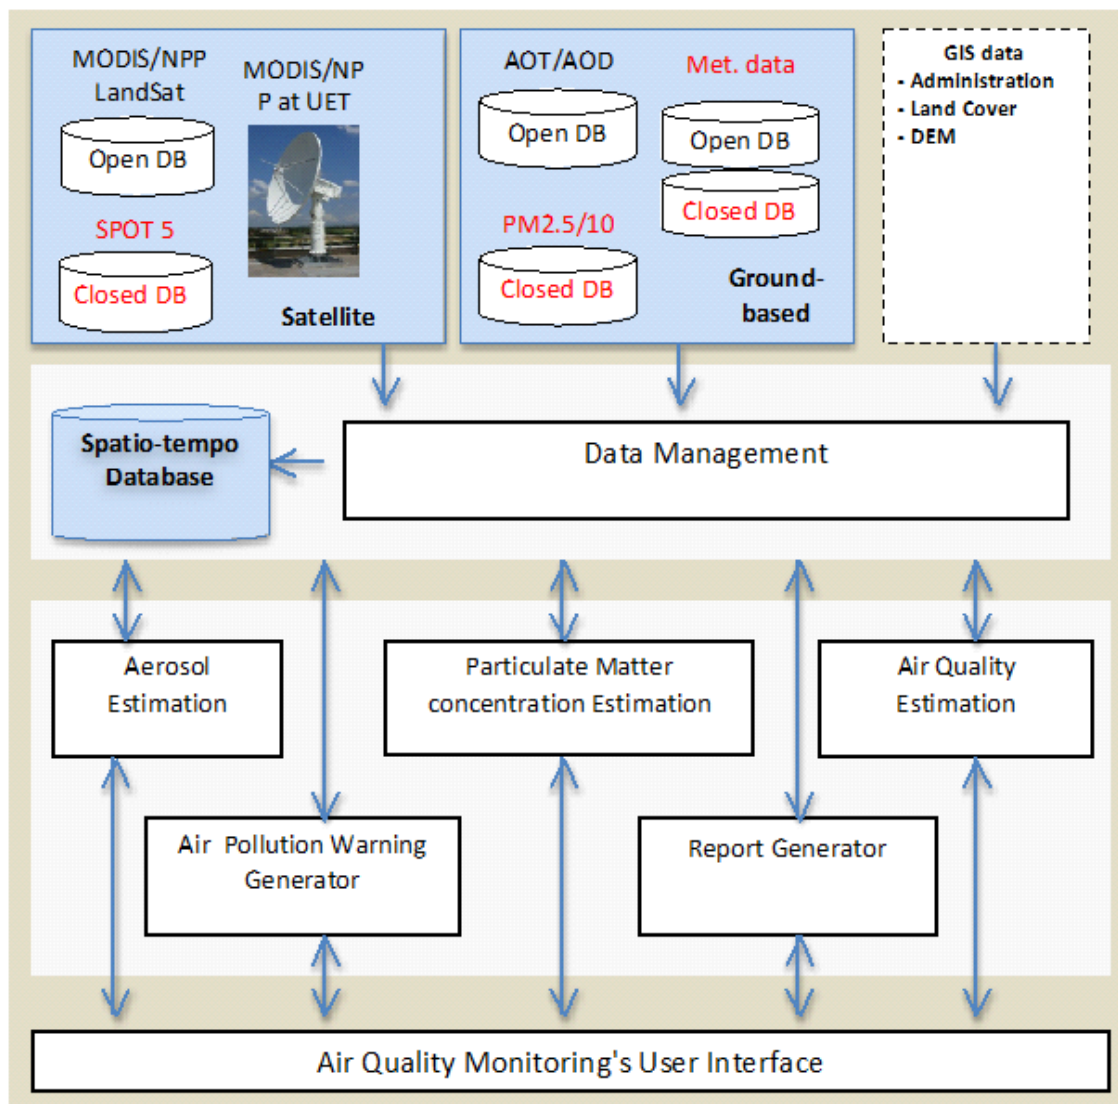 MODIS/NPP
LandSat
Open DB
SPOT 5
Closed DB
MODIS/NP
P at UET
Satellite
AOT/AOD
Open DB
PM2.5/10
Closed DB
Met. data
Open DB
Closed DB
Ground-
based
GIS data
- Administration
- Land Cover
- DEM
Spatio-tempo
Database
Data Management
Aerosol
Estimation
Particulate Matter
concentration Estimation
Air Quality
Estimation
Air Pollution Warning
Generator
Report Generator
Air Quality Monitoring's User Interface